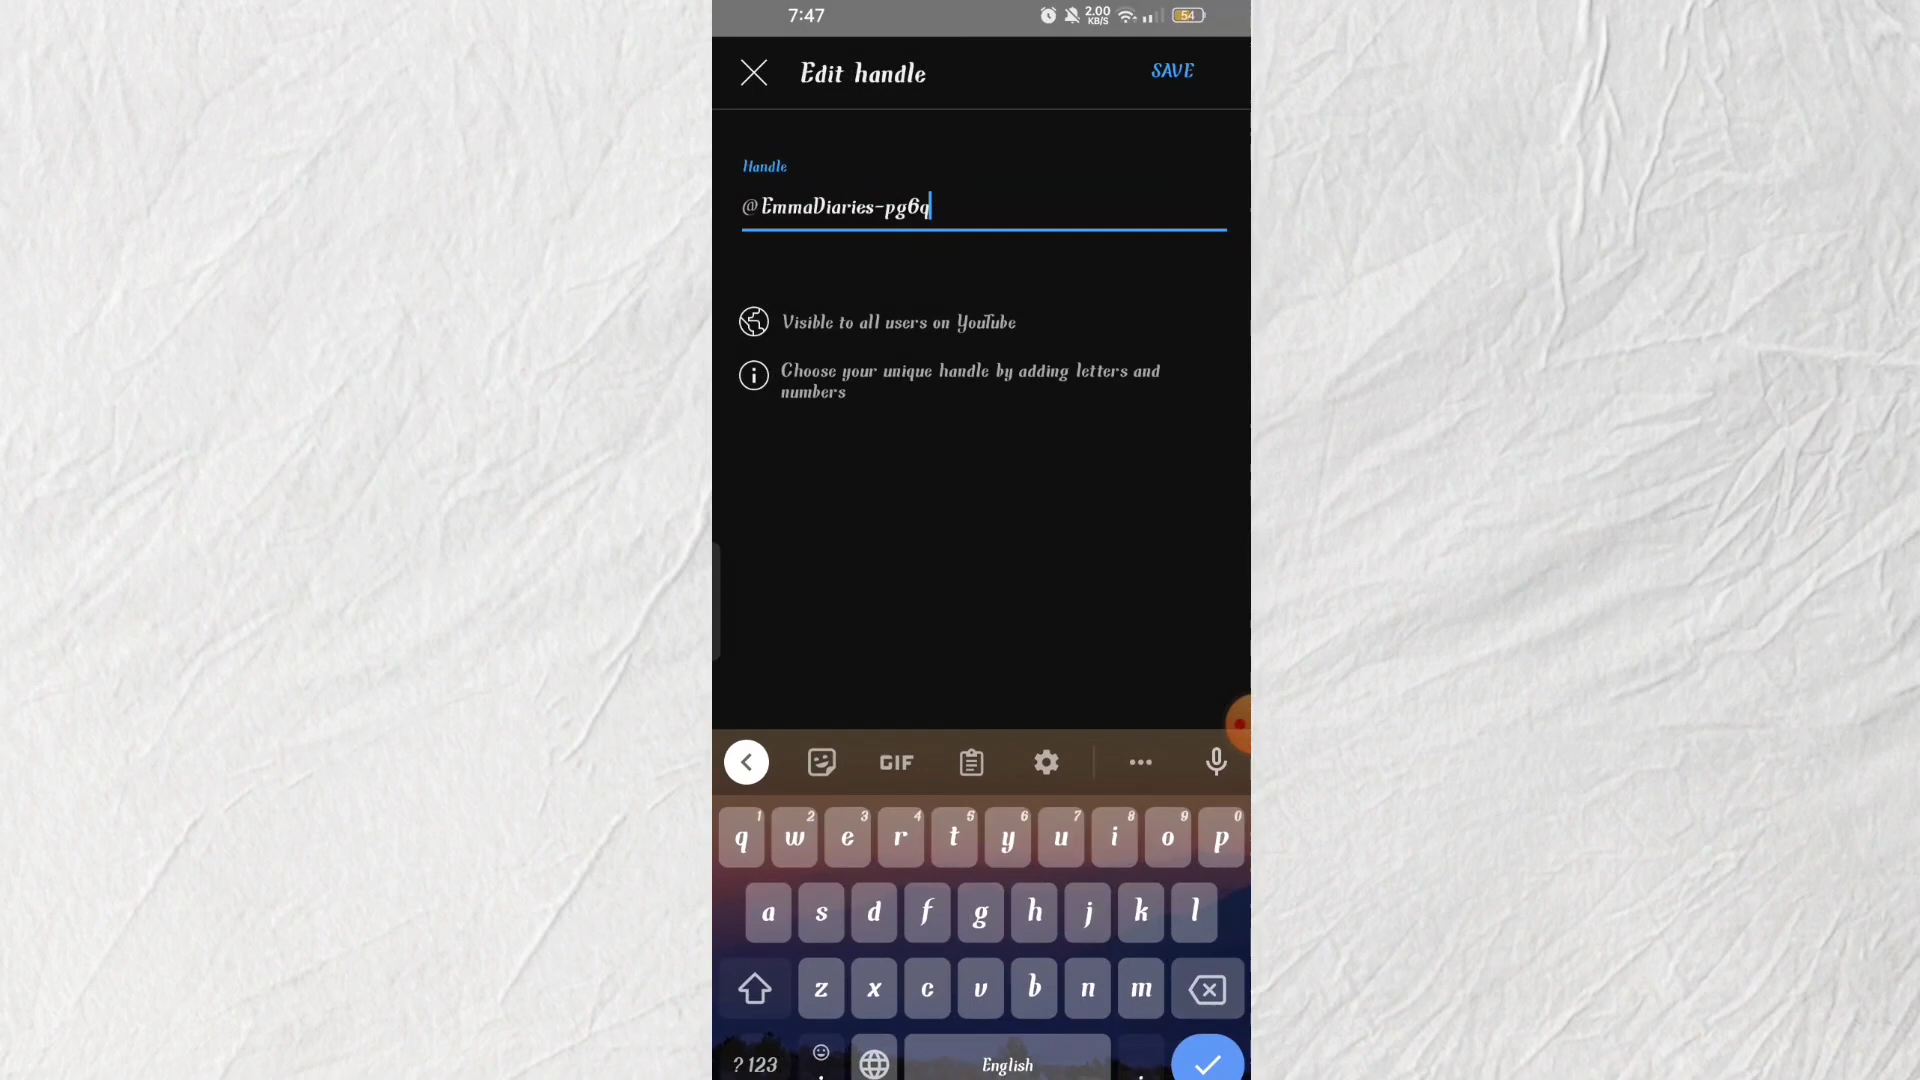 7:47
2.00
KB/S
54
Edit handle
SAVE
Handle
@EmmaDiaries-pg6q
Visible to all users on YouTube
Choose your unique handle by adding letters and
numbers
GIF
1 2 3 4 5 6 7 8 9 0
q w e r t y u i o p
a s d f g h j k l
z x c v b n m
?123
English